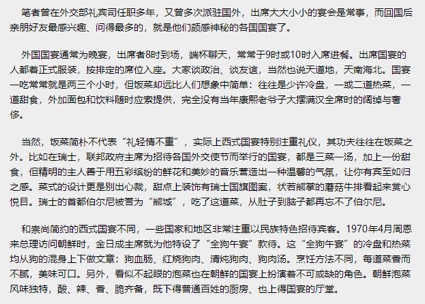 笔者曾在外交部礼宾司任职多年，又曾多次派驻国外，出席大大小小的宴会是常事，而回国后
亲朋好友最感兴趣、问得最多的，就是他们颇感神秘的各国国宴了。
外国国宴通常为晚宴，出席者8时到场，端杯聊天，常常于9时或10时入席进餐。出席国宴的
人都着正式服装，按排定的席位入座。大家谈政治、谈友谊，当然也说天道地，天南海北。国宴
一吃常常就是两三个小时，但饭菜却远比人们想象中简单：往往是少许冷盘，一或二道热菜，一
道甜食，外加面包和饮料随时应索提供，完全没有当年康熙老爷子大摆满汉全席时的阔绰与奢
侈。
当然，饭菜简朴不代表“礼轻情不重”，实际上西式国宴特别注重礼仪，其功夫往往在饭菜之
外。比如在瑞士，联邦政府主席为招待各国外交使节而举行的国宴，都是三菜一汤，加上一份甜
食，但精明的主人善于用五彩缤纷的鲜花和美妙的音乐营造出一种温馨的气氛，让你有宾至如归
之感。菜式的设计更是别出心裁，甜点上装饰有瑞士国旗图案，状若熊掌的蘑菇牛排看起来赏心
悦目。瑞士的首都伯尔尼被誉为“熊城”，吃了这道菜，从肚子到脑子都再忘不了伯尔尼。
和崇尚简约的西式国宴不同，一些国家和地区非常注重以民族特色招待宾客。1970年4月周恩
来总理访问朝鲜时，金日成主席就为他特设了“全狗午宴”款待。这“全狗午宴”的冷盘和热菜
均从狗的混身上下做文章：狗血肠、红烧狗肉、清炖狗肉、狗肉汤。烹饪方法不同，每道菜香而
不腻，美味可口。另外，看似不起眼的泡菜也在朝鲜的国宴上扮演着不可或缺的角色。朝鲜泡菜
风味独特，酸、辣、香、脆齐备，既下得普通百姓的厨房，也上得国宴的厅堂。